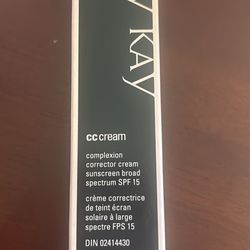 Y KAY
cc cream
complexion
corrector cream
sunscreen broad
spectrum SPF 15
crème correctrice
de teint écran
solaire à large
spectre FPS 15
DIN 02414430